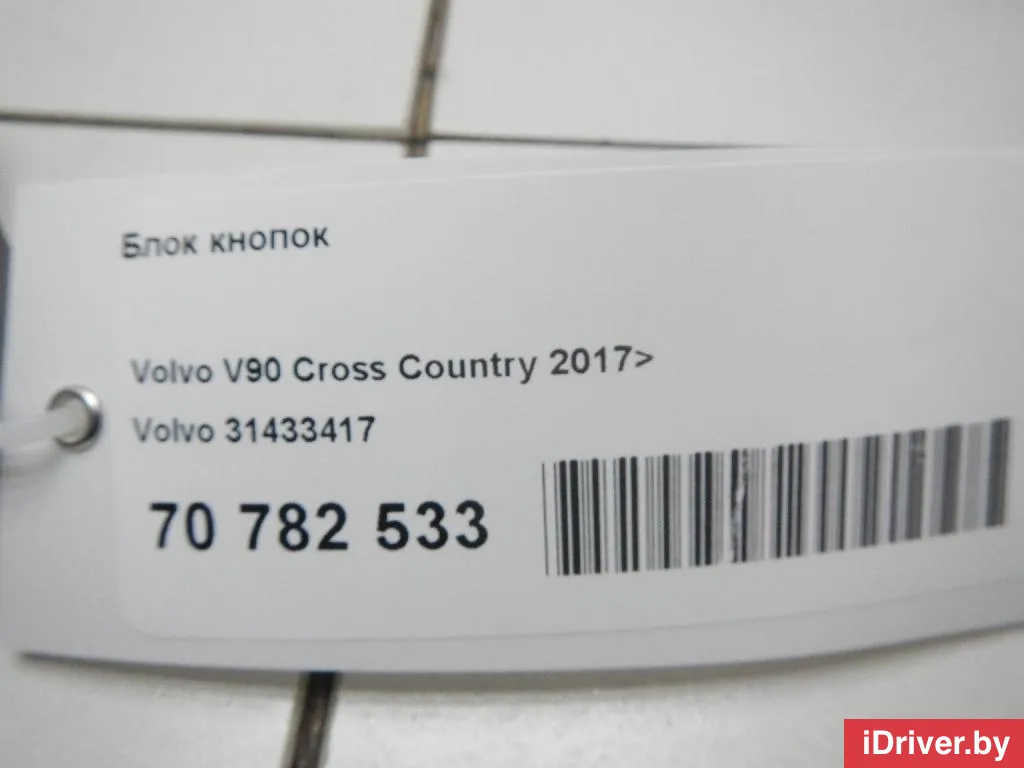 Блок кнопок
Volvo V90 Cross Country 2017>
Volvo 31433417
70 782 533
iDriver.by